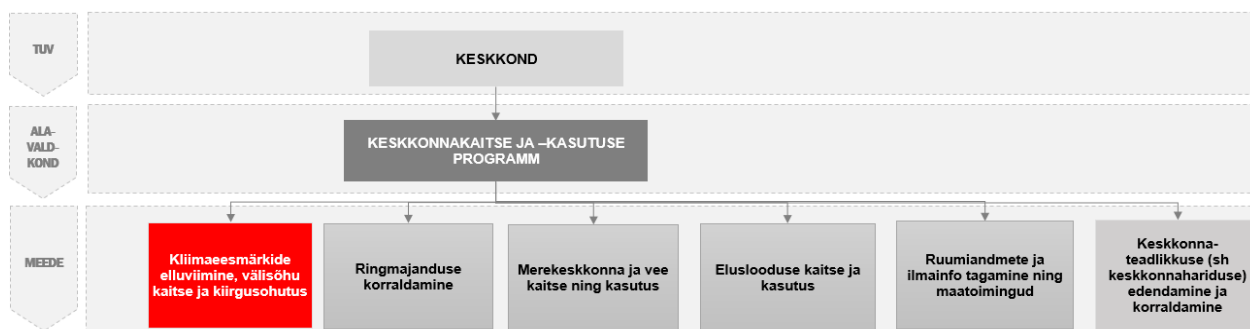 TUV
KESKKOND
ALA-
VALD-
KOND
KESKKONNAKAITSE JA –KASUTUSE
PROGRAMM
MEEDE
Kliimaeesmärkide
elluviimine, välisõhu
kaitse ja kiirgusohutus
Ringmajanduse
korraldamine
Merekeskkonna ja vee
kaitse ning kasutus
Eluslooduse kaitse ja
kasutus
Ruumiandmete ja
ilmainfo tagamine ning
maatoimingud
Keskkonna-
teadlikkuse (sh
keskkonnahariduse)
edendamine ja
korraldamine